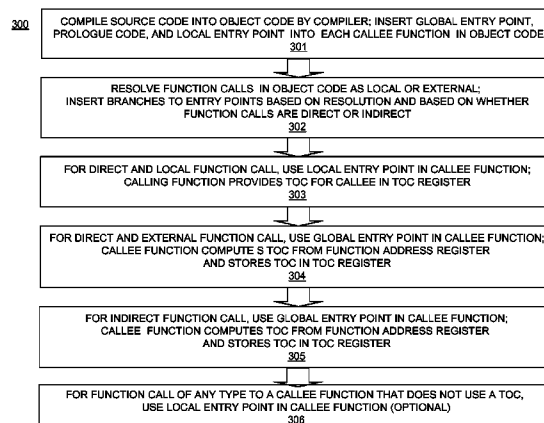 300
COMPILE SOURCE CODE INTO OBJECT CODE BY COMPILER; INSERT GLOBAL ENTRY POINT,
PROLOGUE CODE, AND LOCAL ENTRY POINT INTO EACH CALLEE FUNCTION IN OBJECT CODE
301
RESOLVE FUNCTION CALLS IN OBJECT CODE AS LOCAL OR EXTERNAL;
INSERT BRANCHES TO ENTRY POINTS BASED ON RESOLUTION AND BASED ON WHETHER
FUNCTION CALLS ARE DIRECT OR INDIRECT
302
FOR DIRECT AND LOCAL FUNCTION CALL, USE LOCAL ENTRY POINT IN CALLEE FUNCTION;
CALLING FUNCTION PROVIDES TOC FOR CALLEE IN TOC REGISTER
303
FOR DIRECT AND EXTERNAL FUNCTION CALL, USE GLOBAL ENTRY POINT IN CALLEE FUNCTION;
CALLEE FUNCTION COMPUTE S TOC FROM FUNCTION ADDRESS REGISTER
AND STORES TOC IN TOC REGISTER
304
FOR INDIRECT FUNCTION CALL, USE GLOBAL ENTRY POINT IN CALLEE FUNCTION;
CALLEE FUNCTION COMPUTES TOC FROM FUNCTION ADDRESS REGISTER
AND STORES TOC IN TOC REGISTER
305
FOR FUNCTION CALL OF ANY TYPE TO A CALLEE FUNCTION THAT DOES NOT USE A TOC,
USE LOCAL ENTRY POINT IN CALLEE FUNCTION (OPTIONAL)
306